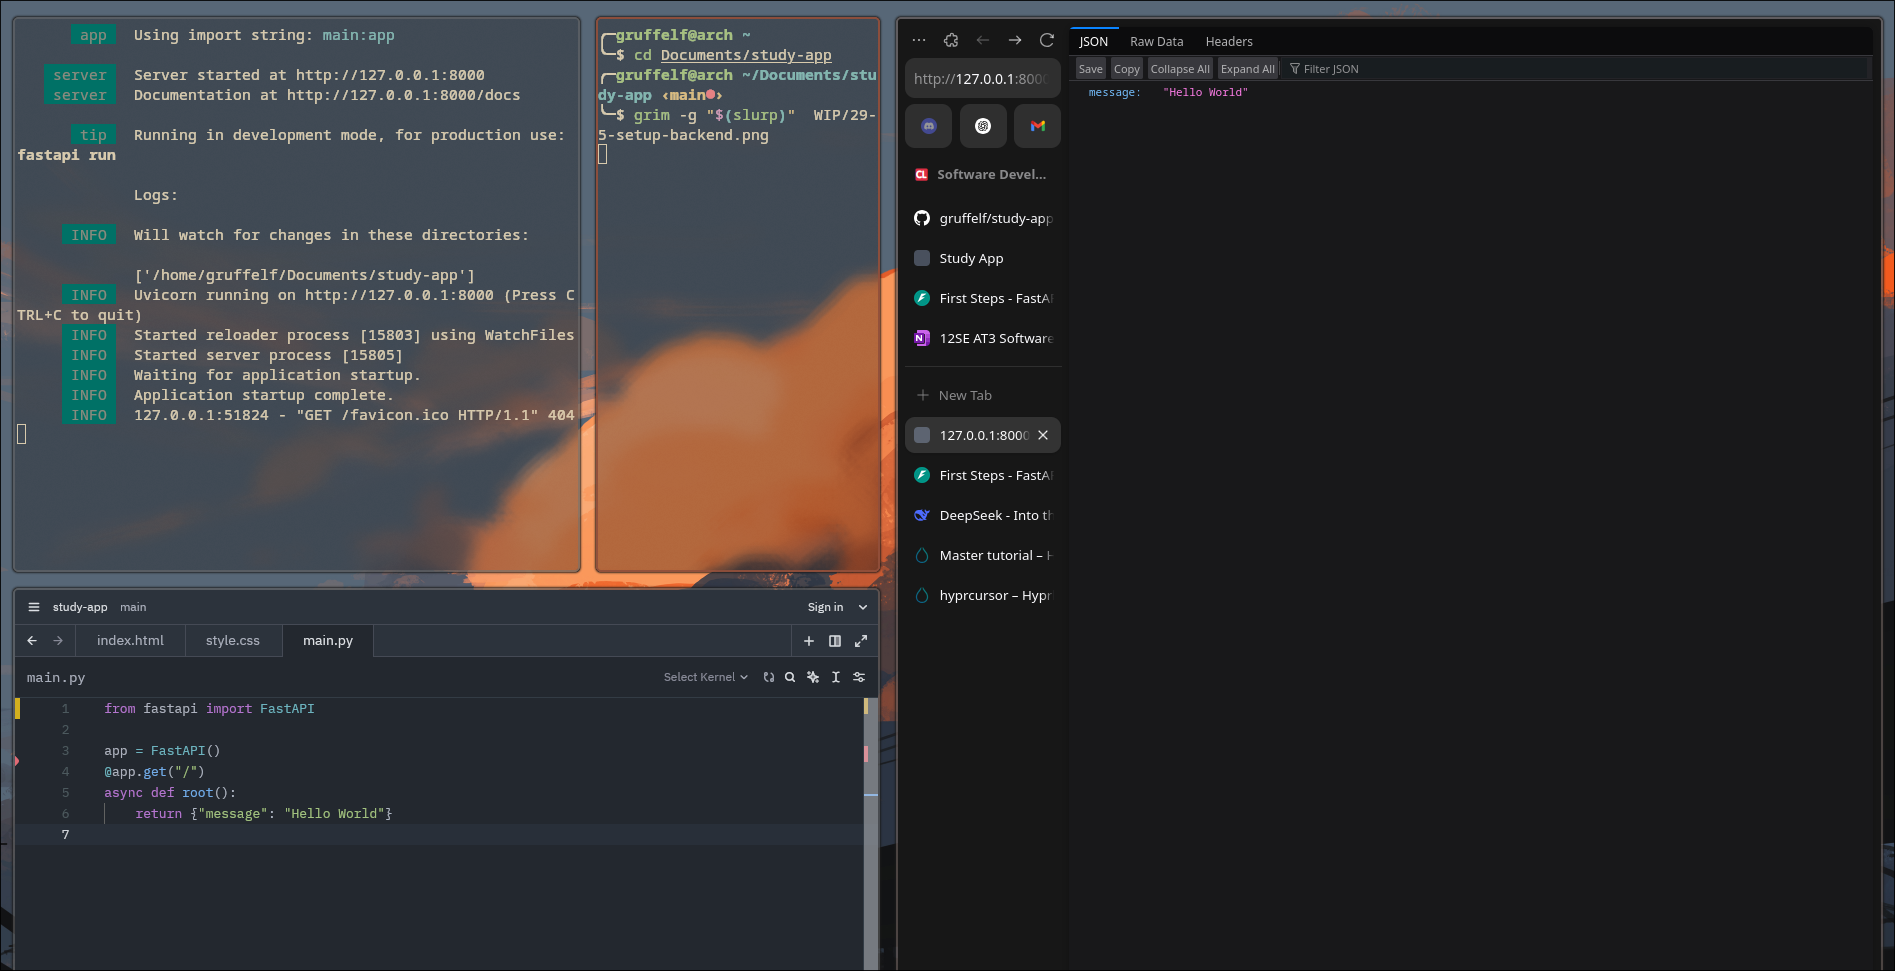 app Using import string: main:app
server Server started at http://127.0.0.1:8000
server Documentation at http://127.0.0.1:8000/docs
tip Running in development mode, for production use:
fastapi run
Logs:
INFO Will watch for changes in these directories:
['/home/gruffelf/Documents/study-app']
INFO Uvicorn running on http://127.0.0.1:8000 (Press C
TRL+C to quit)
INFO Started reloader process [15803] using WatchFiles
INFO Started server process [15805]
INFO Waiting for application startup.
INFO Application startup complete.
INFO 127.0.0.1:51824 - "GET /favicon.ico HTTP/1.1" 404
gruffelf@arch ~
$ cd Documents/study-app
gruffelf@arch ~/Documents/stu
dy-app ‹main●›
$ grim -g "$(slurp)" WIP/29-
5-setup-backend.png
study-app main
Sign in
index.html style.css main.py
main.py
Select Kernel
1 from fastapi import FastAPI
2
3 app = FastAPI()
4 @app.get("/")
5 async def root():
6 return {"message": "Hello World"}
7
http://127.0.0.1:8000
CL Software Devel...
gruffelf/study-app
Study App
First Steps - FastA
N 12SE AT3 Software
New Tab
127.0.0.1:8000
First Steps - FastA
DeepSeek - Into th
Master tutorial –
hyprcursor – Hypr
JSON Raw Data Headers
Save Copy Collapse All Expand All Filter JSON
message: "Hello World"